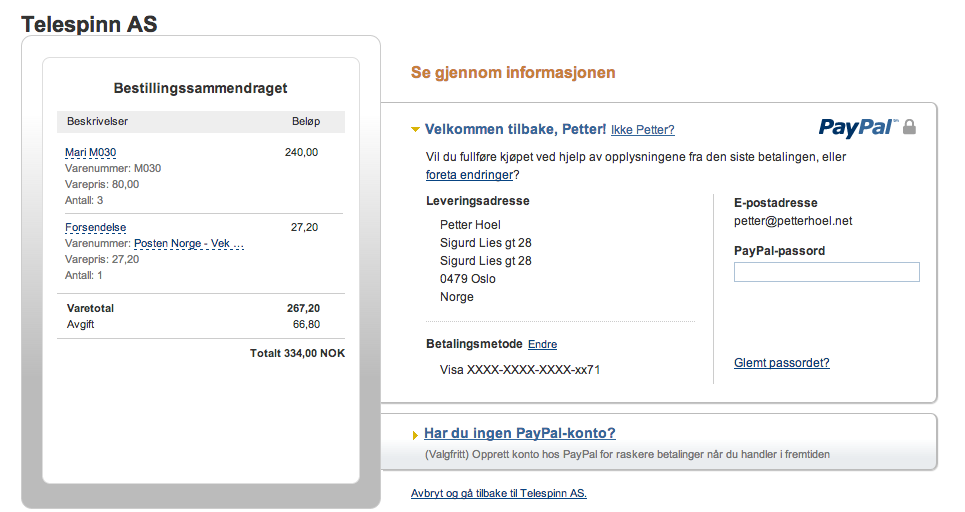 Telespinn AS
Bestillingssammendraget
Beskrivelser Beløp
Mari M030 240,00
Varenummer: M030
Varepris: 80,00
Antall: 3
Forsendelse 27,20
Varenummer: Posten Norge - Vek ...
Varepris: 27,20
Antall: 1
Varetotal 267,20
Avgift 66,80
Totalt 334,00 NOK
Se gjennom informasjonen
Velkommen tilbake, Petter! Ikke Petter?
PayPal
Vil du fullføre kjøpet ved hjelp av opplysningene fra den siste betalingen, eller
foreta endringer?
Leveringsadresse
Petter Hoel
Sigurd Lies gt 28
Sigurd Lies gt 28
0479 Oslo
Norge
Betalingsmetode Endre
Visa XXXX-XXXX-XXXX-xx71
E-postadresse
petter@petterhoel.net
PayPal-passord
Glemt passordet?
Har du ingen PayPal-konto?
(Valgfritt) Opprett konto hos PayPal for raskere betalinger når du handler i fremtiden
Avbryt og gå tilbake til Telespinn AS.